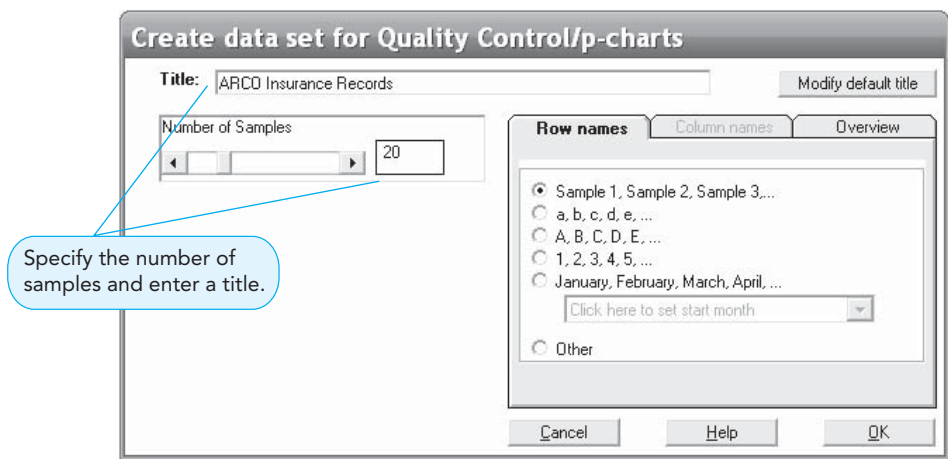 Create data set for Quality Control/p-charts
Title: ARCO Insurance Records
Modify default title
Number of Samples
20
Row names
Column names
Overview
Sample 1, Sample 2, Sample 3,...
a, b, c, d, e, ...
A, B, C, D, E, ...
1, 2, 3, 4, 5, ...
January, February, March, April, ...
Click here to set start month
Other
Specify the number of
samples and enter a title.
Cancel
Help
OK